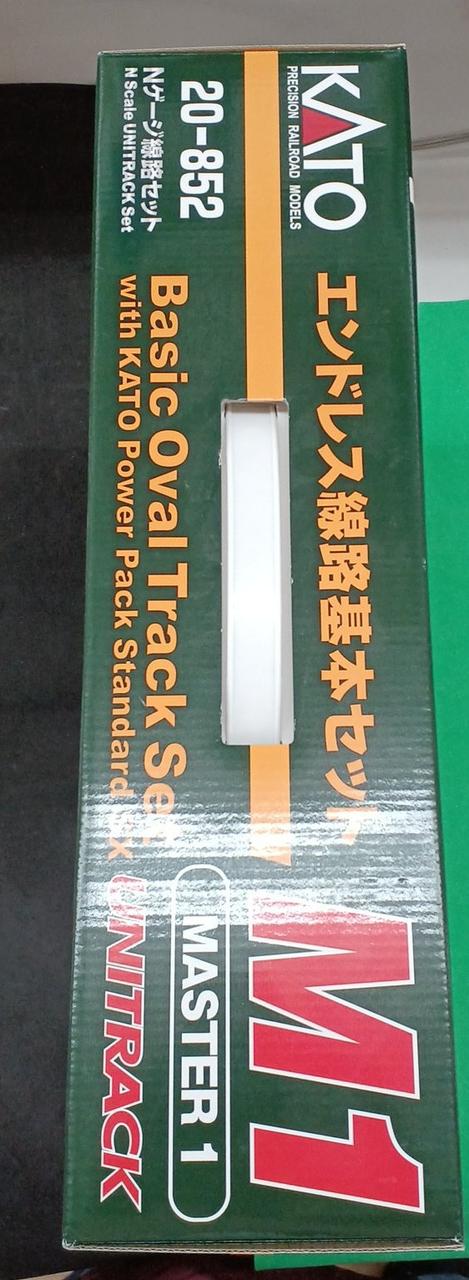 KATO
PRECISION RAILROAD MODELS
エンドレス線路基本セット
M1
20-852
Nゲージ線路セット
N Scale UNITRACK Set
Basic Oval Track Set
with KATO Power Pack Standard SX
MASTER 1
UNITRACK